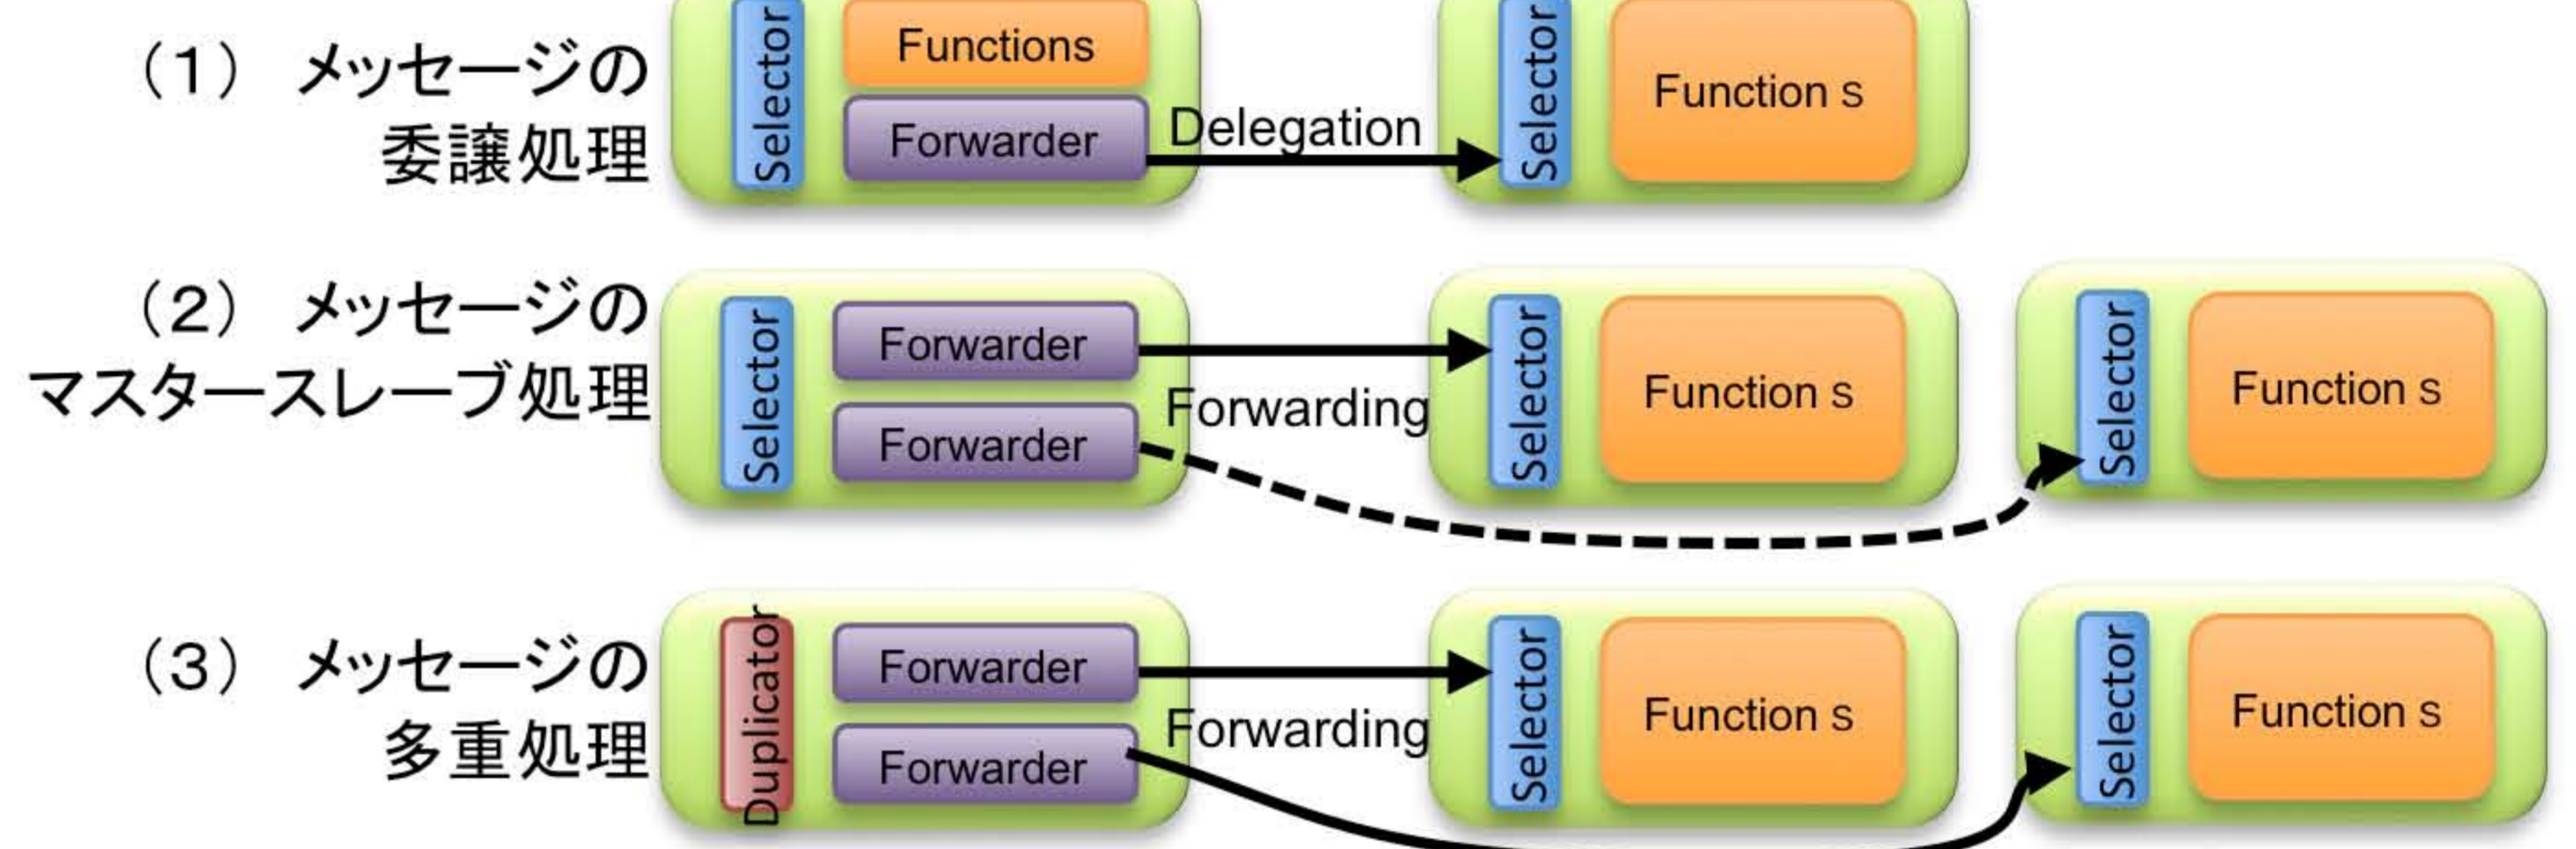 （1） メッセージの
委譲処理
Selector
Functions
Forwarder
Delegation
Selector
Function s
（2） メッセージの
マスタースレーブ処理
Selector
Forwarder
Forwarder
Forwarding
Selector
Function s
Selector
Function s
（3） メッセージの
多重処理
Duplicator
Forwarder
Forwarder
Forwarding
Selector
Function s
Selector
Function s